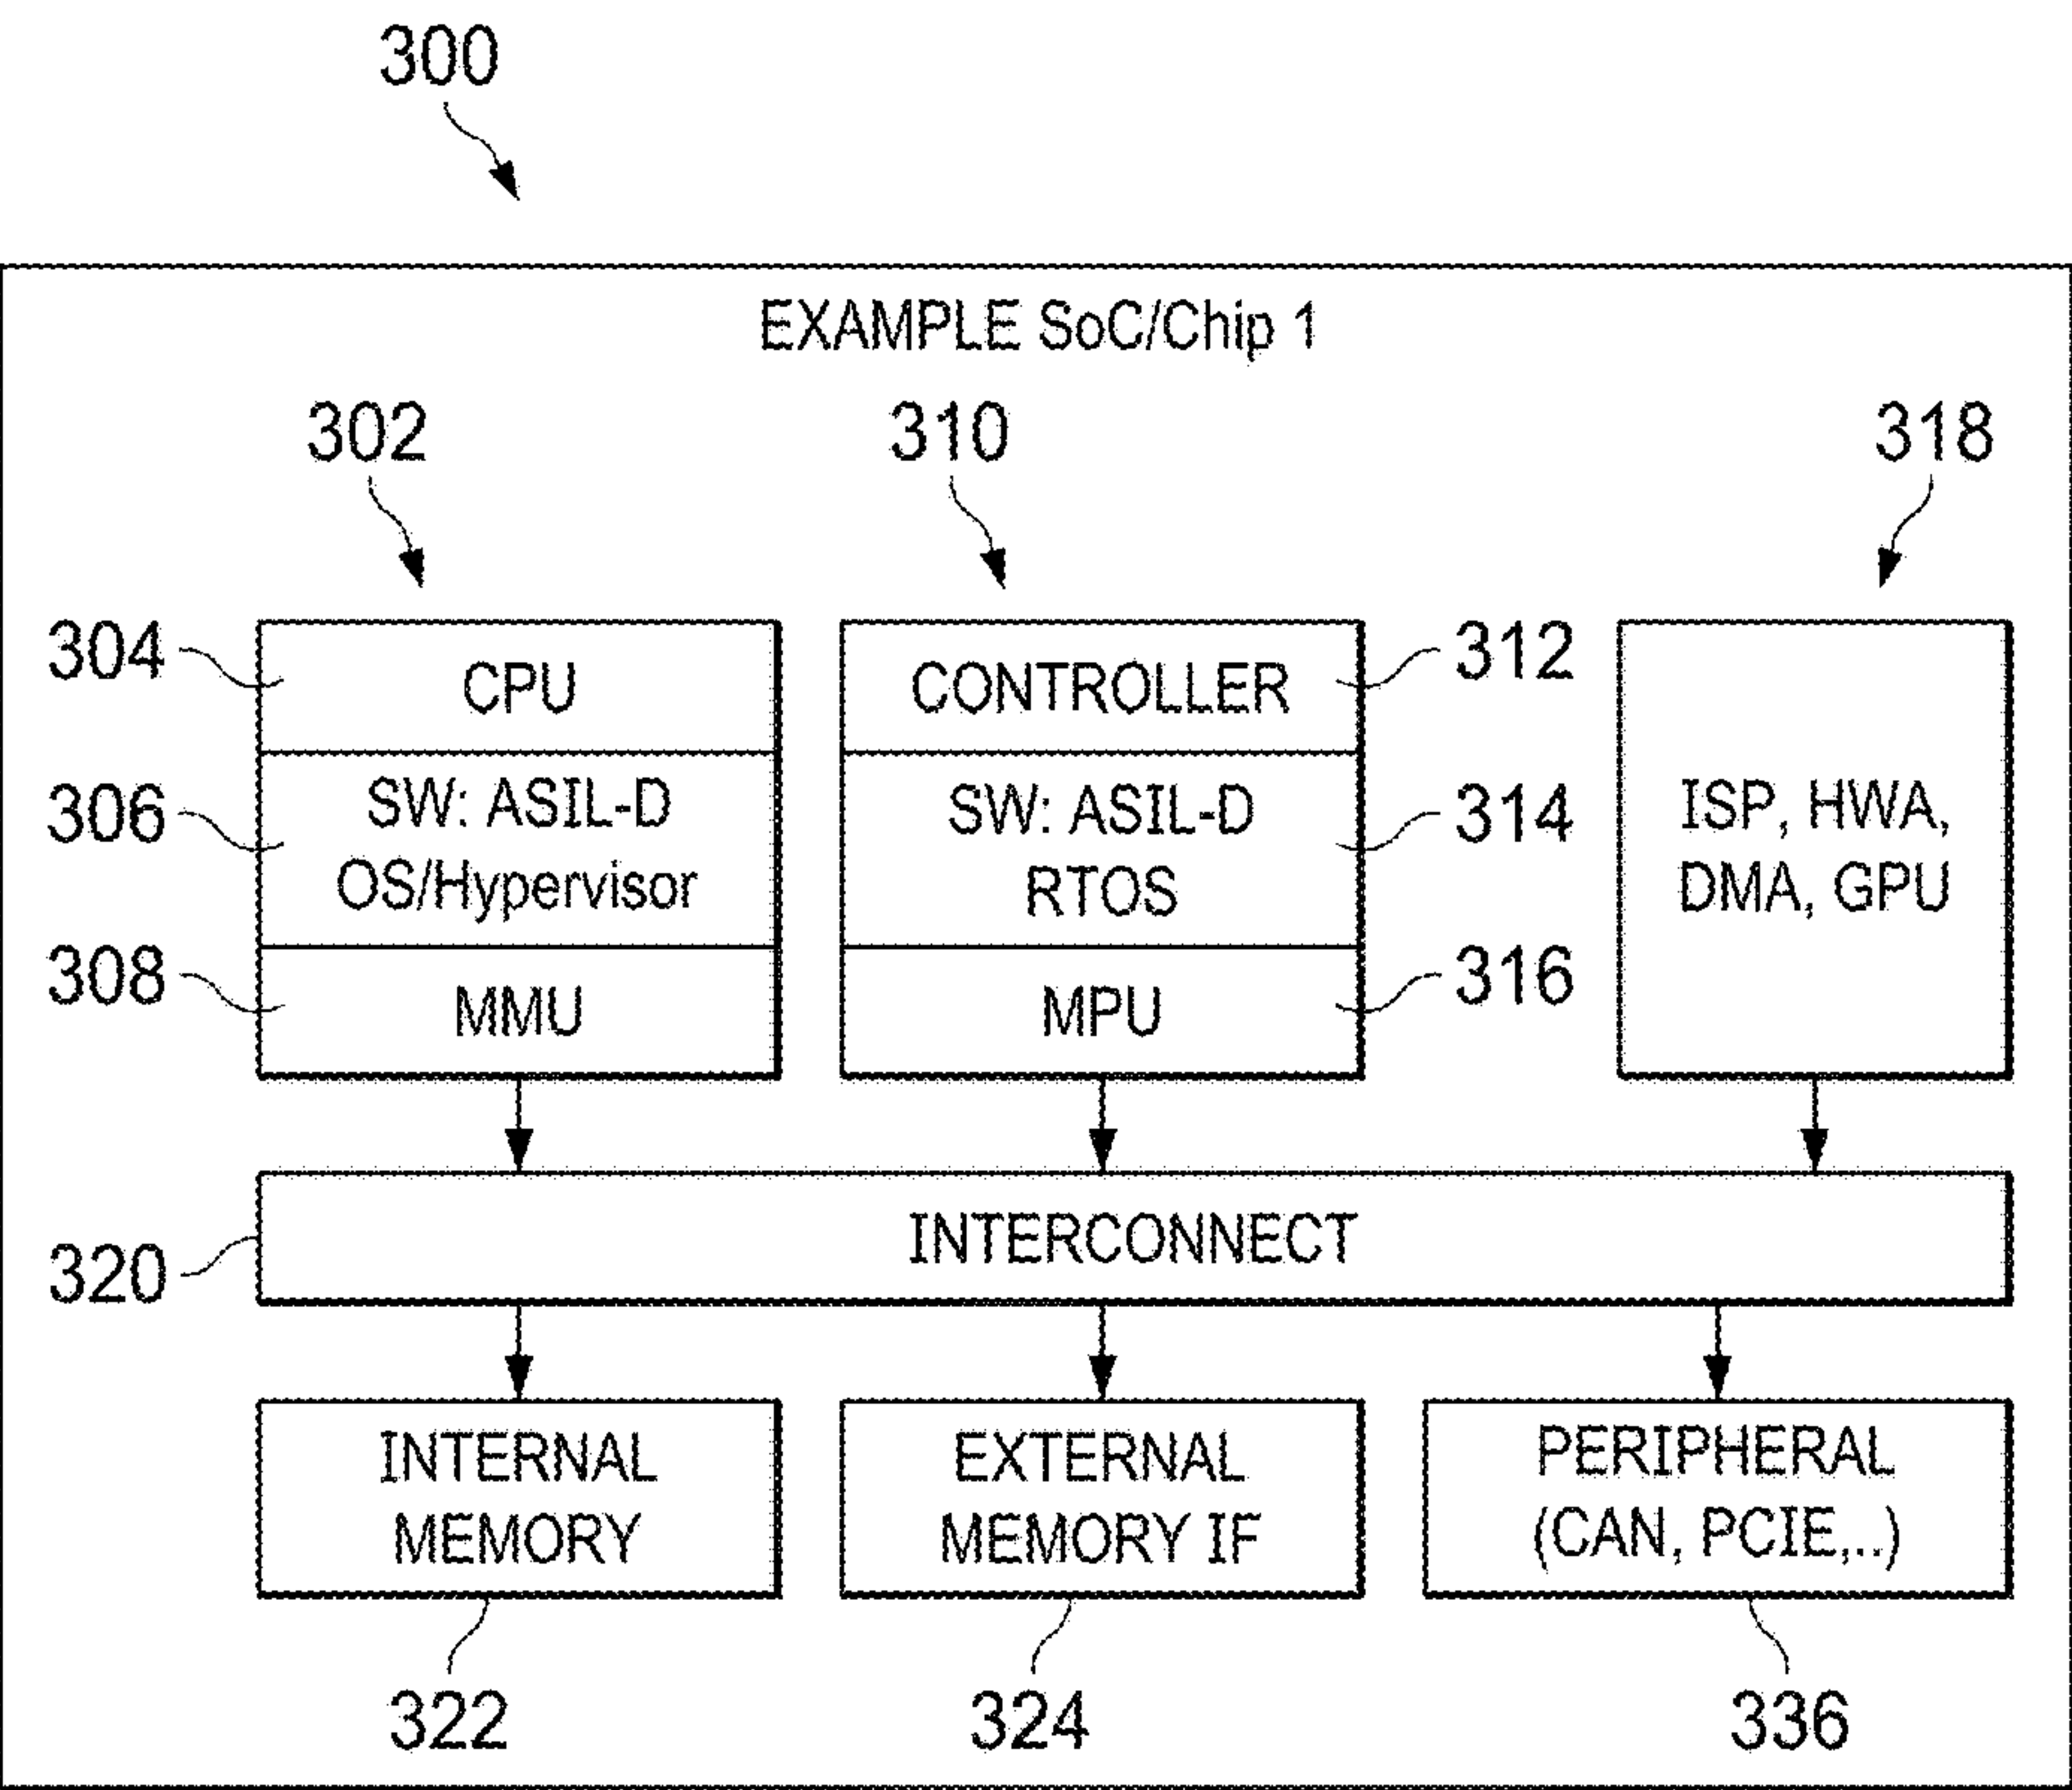 300
EXAMPLE SoC/Chip 1
302
310
318
304
CPU
CONTROLLER
312
306
SW: ASIL-D
OS/Hypervisor
SW: ASIL-D
RTOS
314
ISP, HWA,
DMA, GPU
308
MMU
MPU
316
INTERCONNECT
320
INTERNAL
MEMORY
EXTERNAL
MEMORY IF
PERIPHERAL
(CAN, PCIE,..)
322
324
336